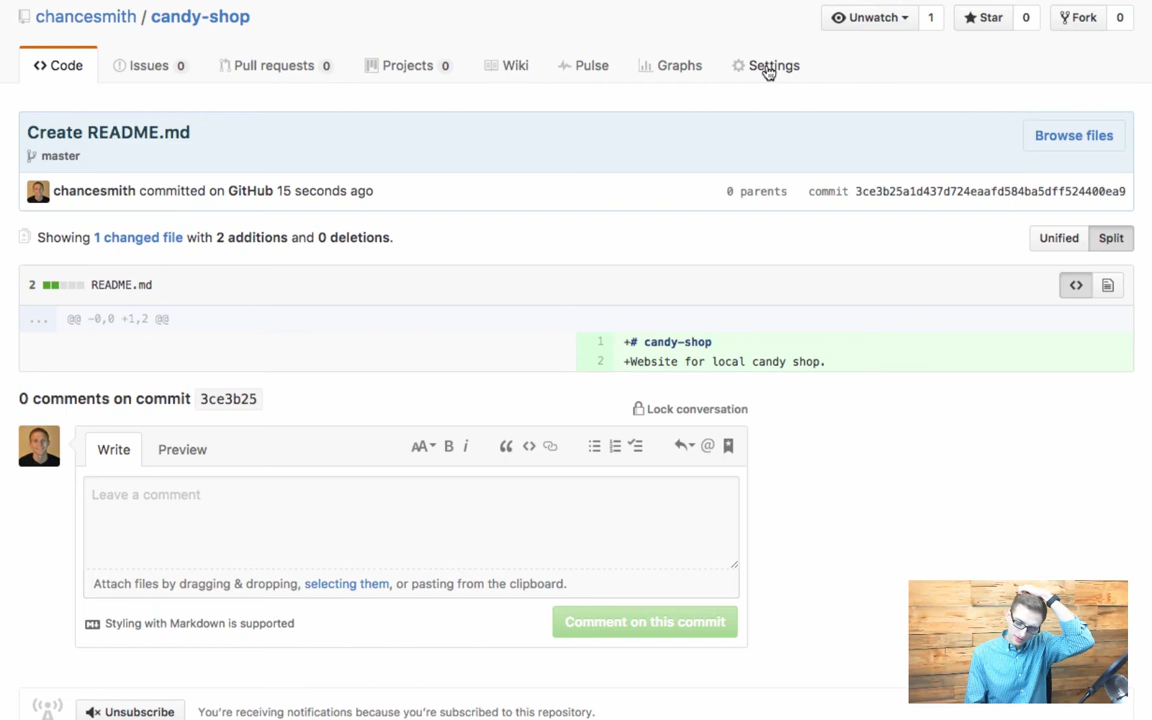 chancesmith / candy-shop
Unwatch 1 Star 0 Fork 0
Code Issues 0 Pull requests 0 Projects 0 Wiki Pulse Graphs Settings
Create README.md
Browse files
master
chancesmith committed on GitHub 15 seconds ago 0 parents commit 3ce3b25a1d437d724eaafd584ba5dff524400ea9
Showing 1 changed file with 2 additions and 0 deletions. Unified Split
2 README.md
... @@ -0,0 +1,2 @@
1 +# candy-shop
2 +Website for local candy shop.
0 comments on commit 3ce3b25
Lock conversation
Write Preview AA B i
Leave a comment
Attach files by dragging & dropping, selecting them, or pasting from the clipboard.
Styling with Markdown is supported Comment on this commit
Unsubscribe You're receiving notifications because you're subscribed to this repository.